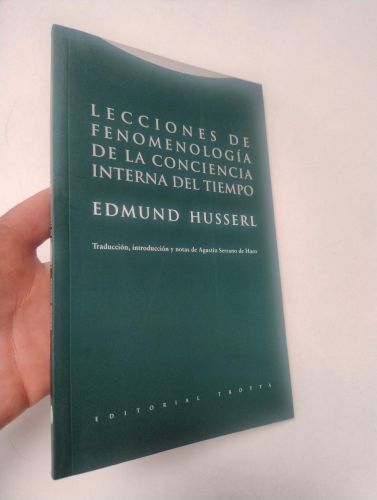 LECCIONES DE
FENOMENOLOGÍA
DE LA CONCIENCIA
INTERNA DEL TIEMPO
EDMUND HUSSERL
Traducción, introducción y notas de Agustín Serrano de Haro
EDITORIAL TROTTA